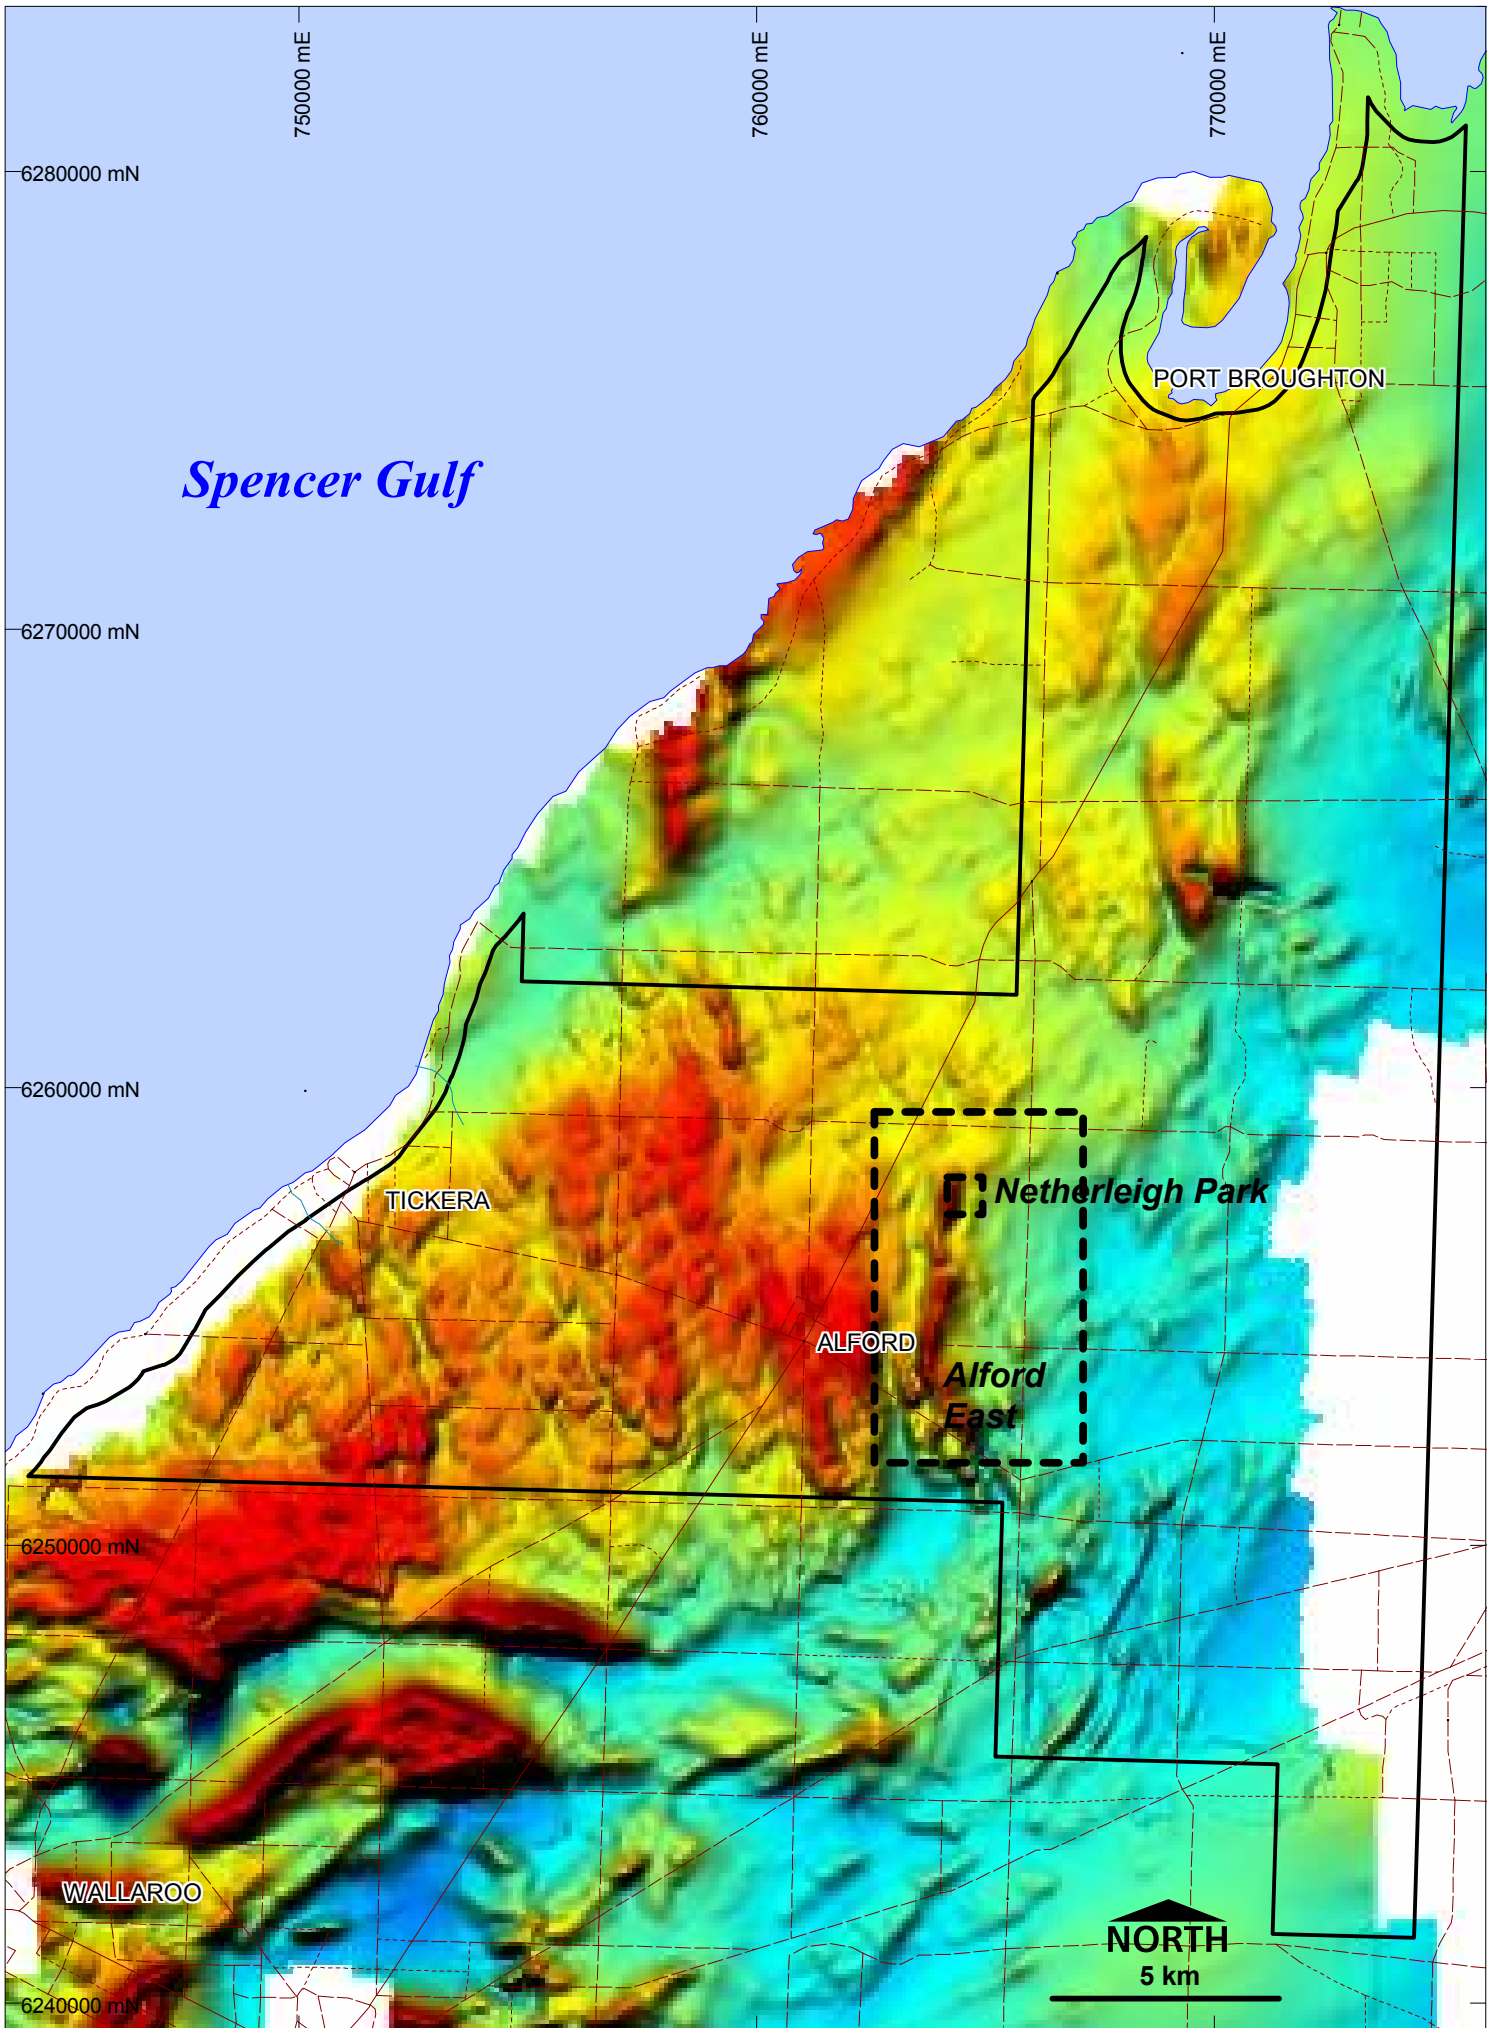 750000 mE
760000 mE
770000 mE
6280000 mN
PORT BROUGHTON
Spencer Gulf
6270000 mN
6260000 mN
TICKERA
Netherleigh Park
ALFORD
Alford
East
6250000 mN
WALLAROO
NORTH
5 km
6240000 mN